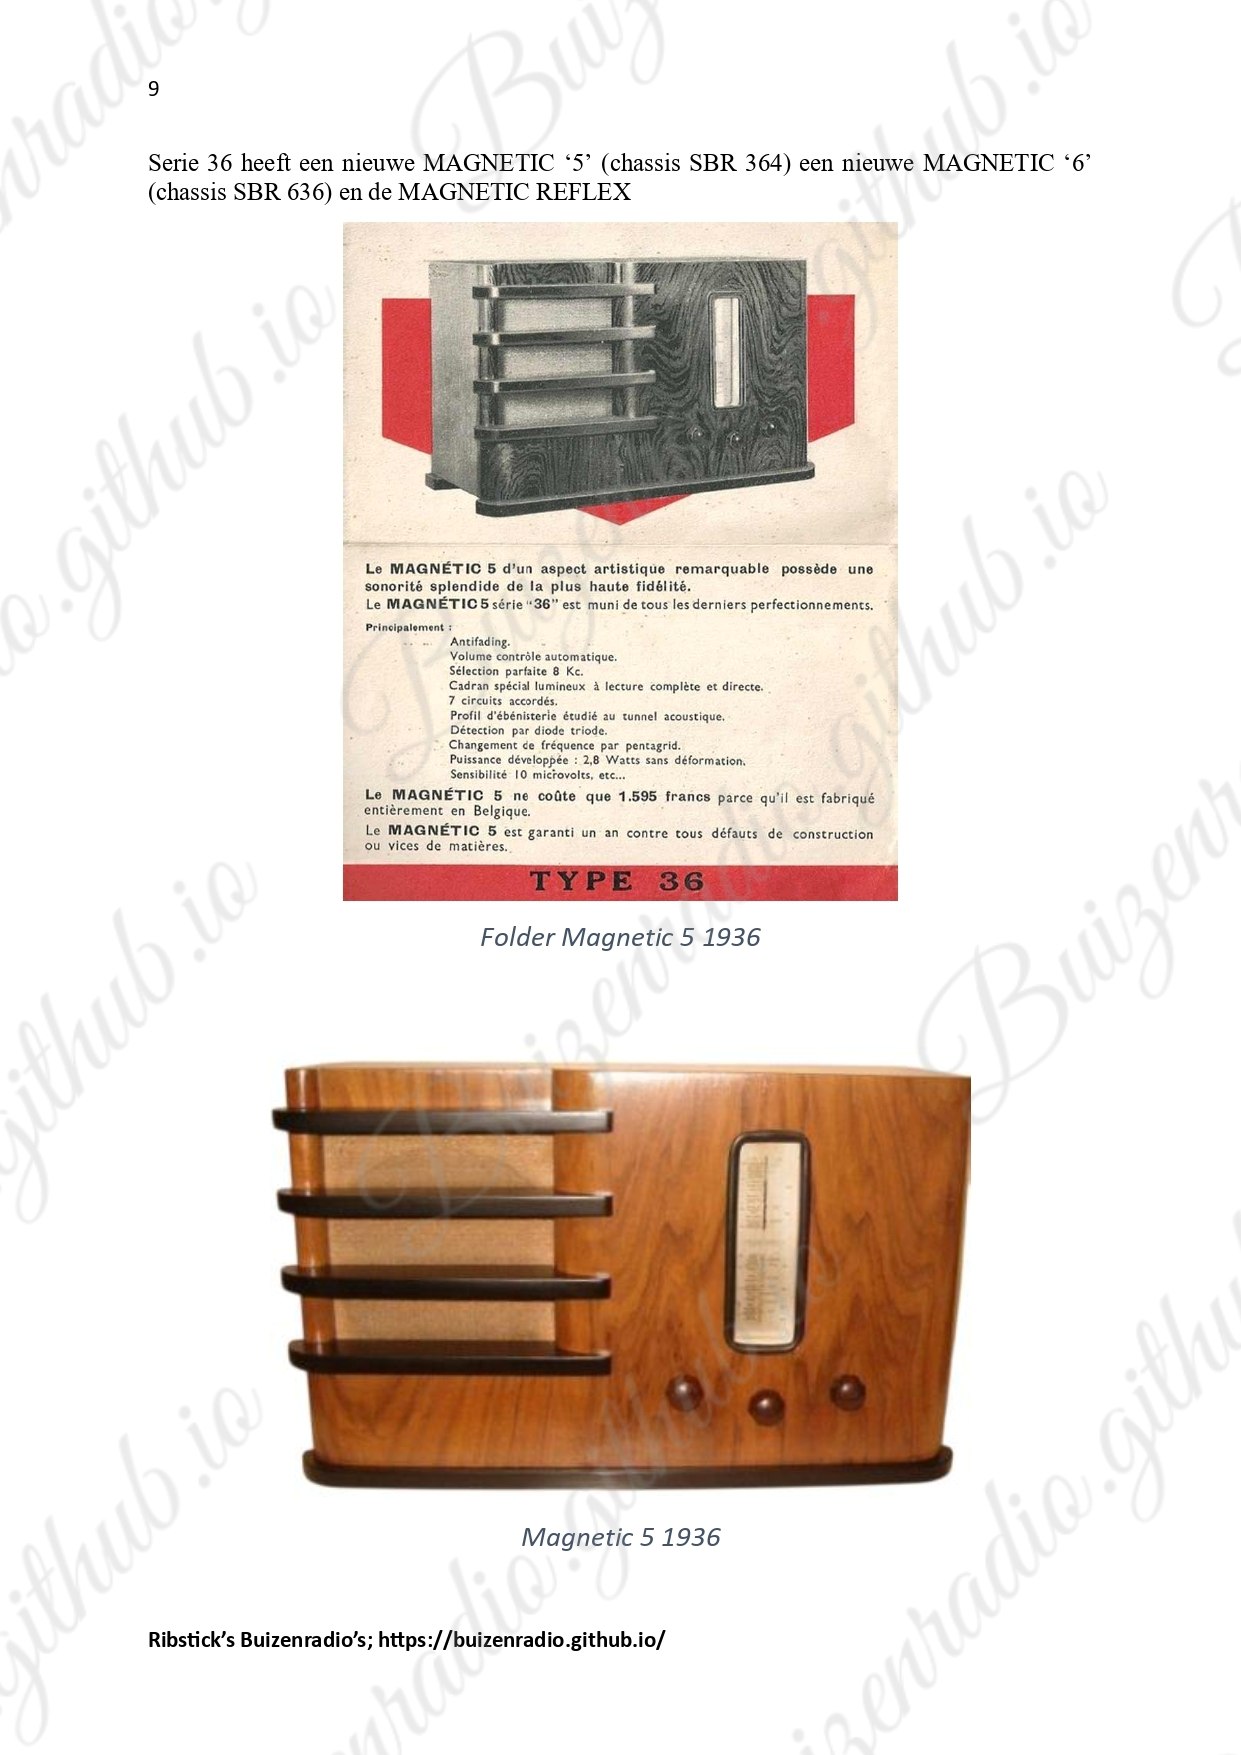 9
Serie 36 heeft een nieuwe MAGNETIC ‘5’ (chassis SBR 364) een nieuwe MAGNETIC ‘6’
(chassis SBR 636) en de MAGNETIC REFLEX
Le MAGNÉTIC 5 d'un aspect artistique remarquable possède une
sonorité splendide de la plus haute fidélité.
Le MAGNÉTIC 5 série "36" est muni de tous les derniers perfectionnements.
Principalement :
Antifading.
Volume contrôle automatique.
Sélection parfaite 8 Kc.
Cadran spécial lumineux à lecture complète et directe.
7 circuits accordés.
Profil d'ébénisterie étudié au tunnel acoustique.
Détection par diode triode.
Changement de fréquence par pentagrid.
Puissance développée : 2,8 Watts sans déformation.
Sensibilité 10 microvolts, etc...
Le MAGNÉTIC 5 ne coûte que 1.595 francs parce qu'il est fabriqué
entièrement en Belgique.
Le MAGNÉTIC 5 est garanti un an contre tous défauts de construction
ou vices de matières.
TYPE 36
Folder Magnetic 5 1936
Magnetic 5 1936
Ribstick’s Buizenradio’s; https://buizenradio.github.io/
Buizenradio.github.io